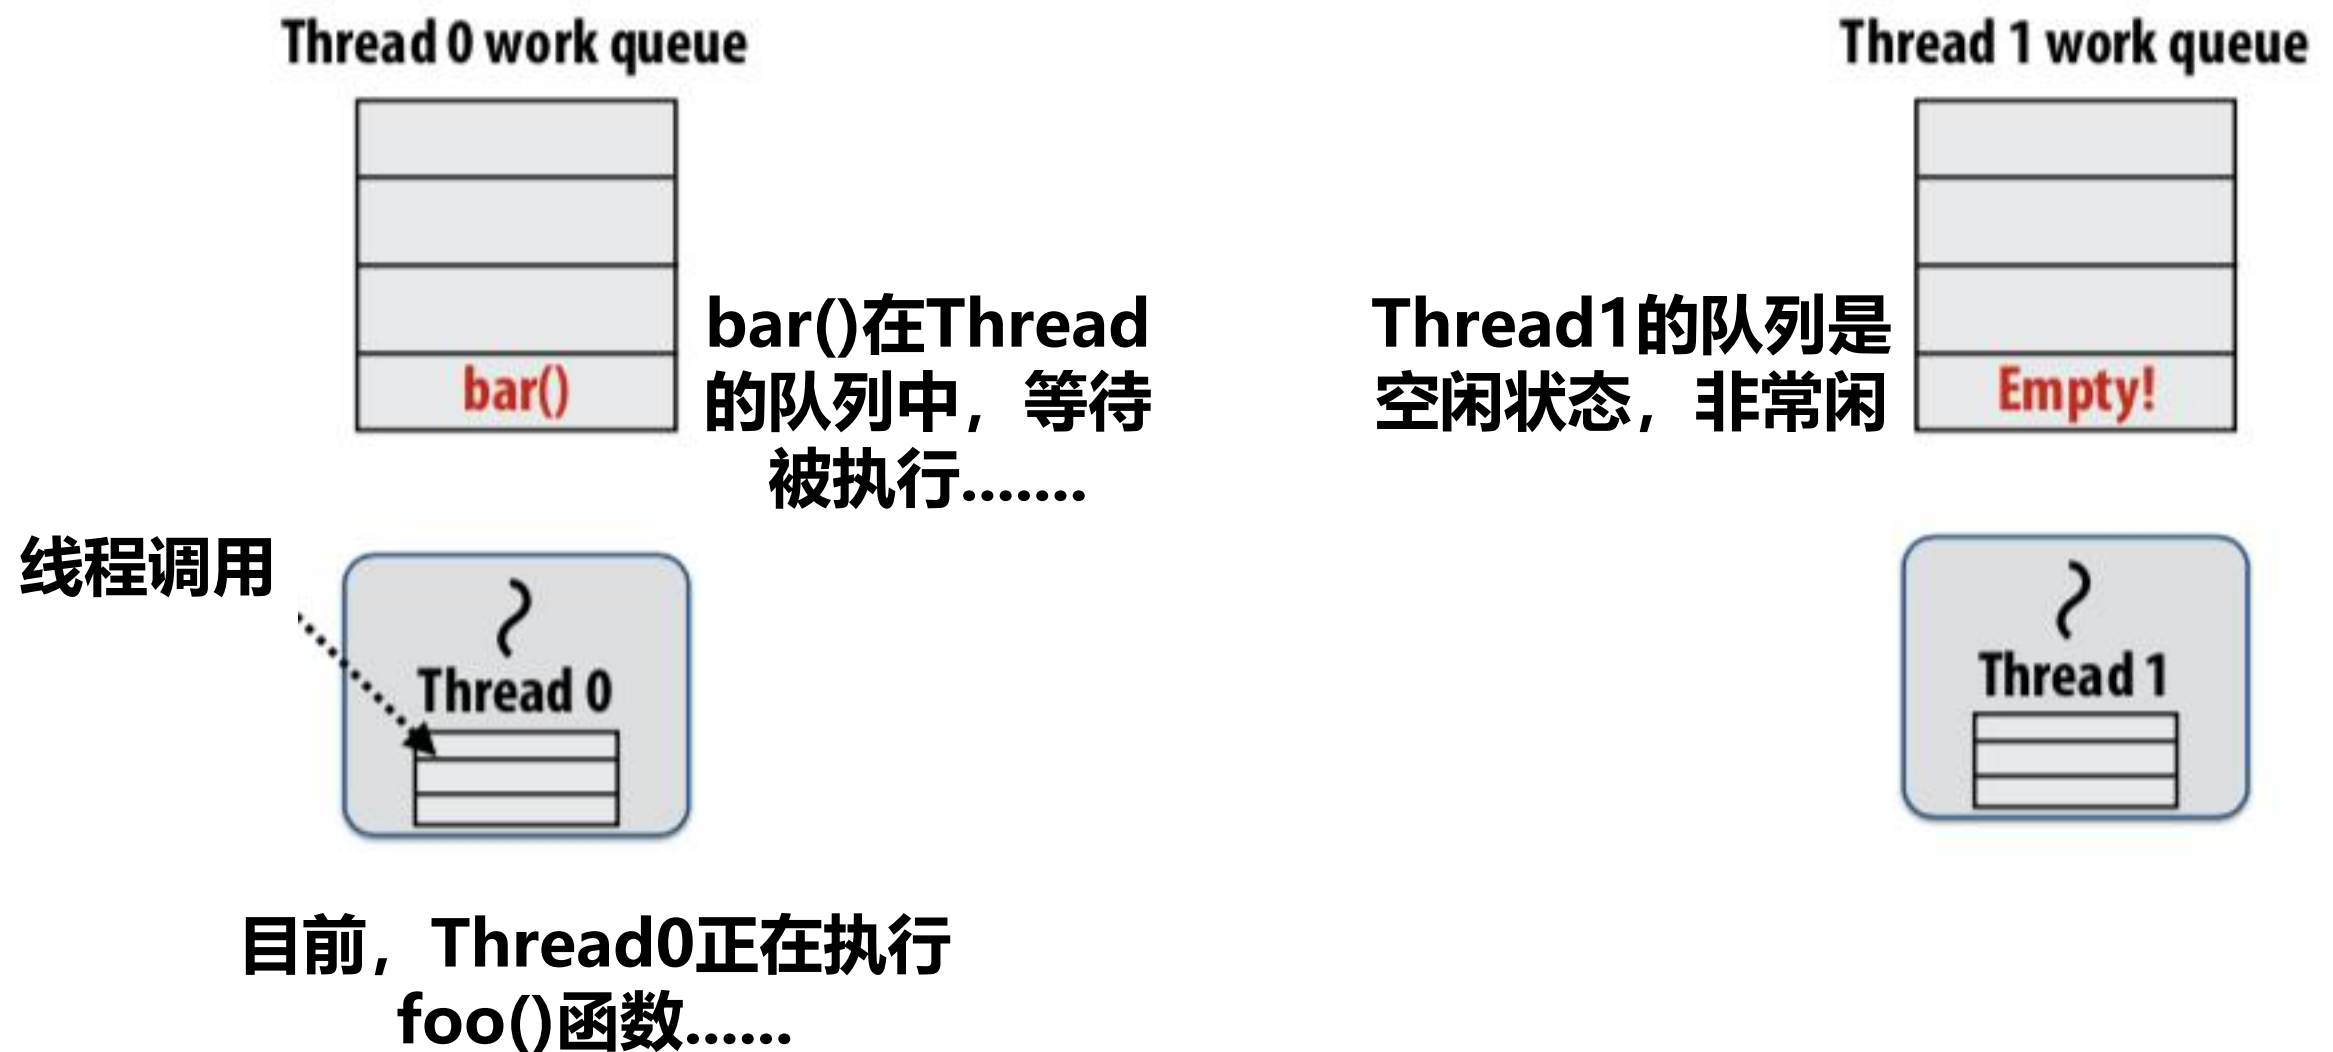 Thread 0 work queue
bar()
bar()在Thread
的队列中，等待
被执行.......
线程调用
Thread 0
目前，Thread0正在执行
foo()函数......
Thread 1 work queue
Thread1的队列是
空闲状态，非常闲
Empty!
Thread 1